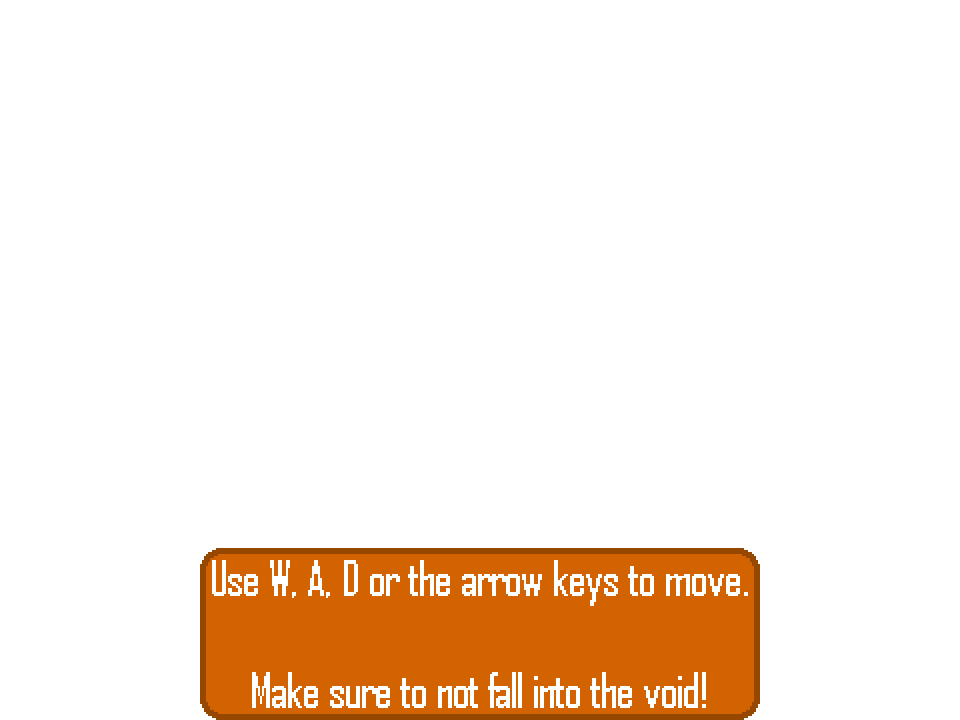 Use W, A, D or the arrow keys to move.
Make sure to not fall into the void!